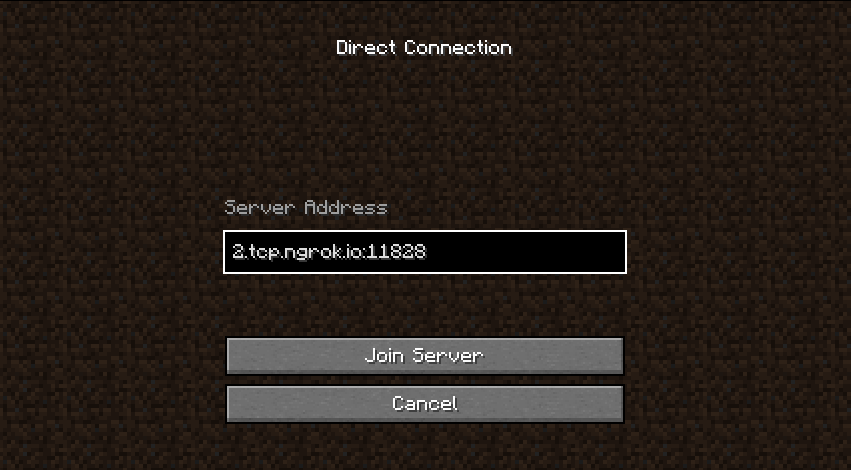 Direct Connection
Server Address
2.tcp.ngrok.io:11828
Join Server
Cancel